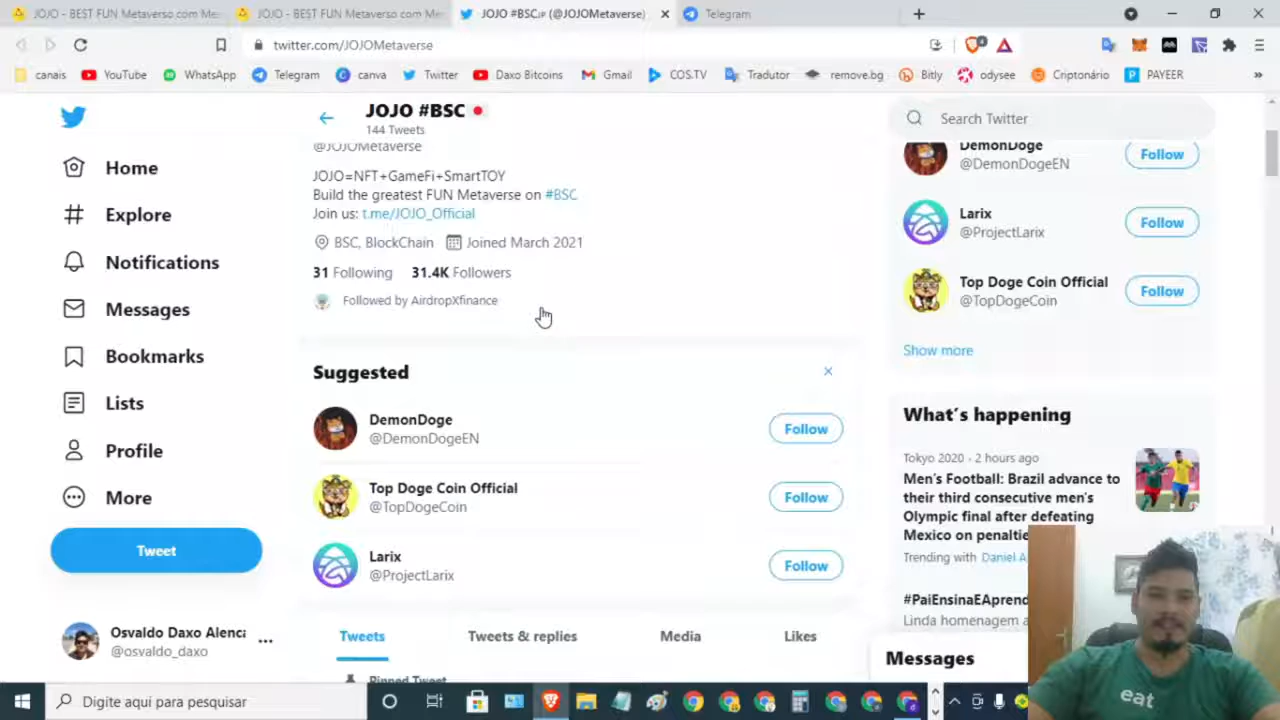 JOJO - BEST FUN Metaverso.com Me
JOJO - BEST FUN Metaverso.com Me
JOJO #BSC (@JOJOMetaverse)
Telegram
twitter.com/JOJOMetaverse
canais
YouTube
WhatsApp
Telegram
canva
Twitter
Daxo Bitcoins
Gmail
COS.TV
Tradutor
remove.bg
Bitly
odysee
Criptonário
PAYEER
Home
Explore
Notifications
Messages
Bookmarks
Lists
Profile
More
Tweet
Osvaldo Daxo Alenca
@osvaldo_daxo
JOJO #BSC
144 Tweets
@JOJOMetaverse
JOJO=NFT+GameFi+SmartTOY
Build the greatest FUN Metaverse on #BSC
Join us: t.me/JOJO_Official
BSC, BlockChain Joined March 2021
31 Following 31.4K Followers
Followed by AirdropXfinance
Suggested
DemonDoge
@DemonDogeEN
Follow
Top Doge Coin Official
@TopDogeCoin
Follow
Larix
@ProjectLarix
Follow
Tweets
Tweets & replies
Media
Likes
Pinned Tweet
Search Twitter
DemonDoge
@DemonDogeEN
Follow
Larix
@ProjectLarix
Follow
Top Doge Coin Official
@TopDogeCoin
Follow
Show more
What's happening
Tokyo 2020 · 2 hours ago
Men's Football: Brazil advance to
their third consecutive men's
Olympic final after defeating
Mexico on penaltie
Trending with Daniel A
#PaiEnsinaEAprend
Linda homenagem a
Messages
Digite aqui para pesquisar
eat